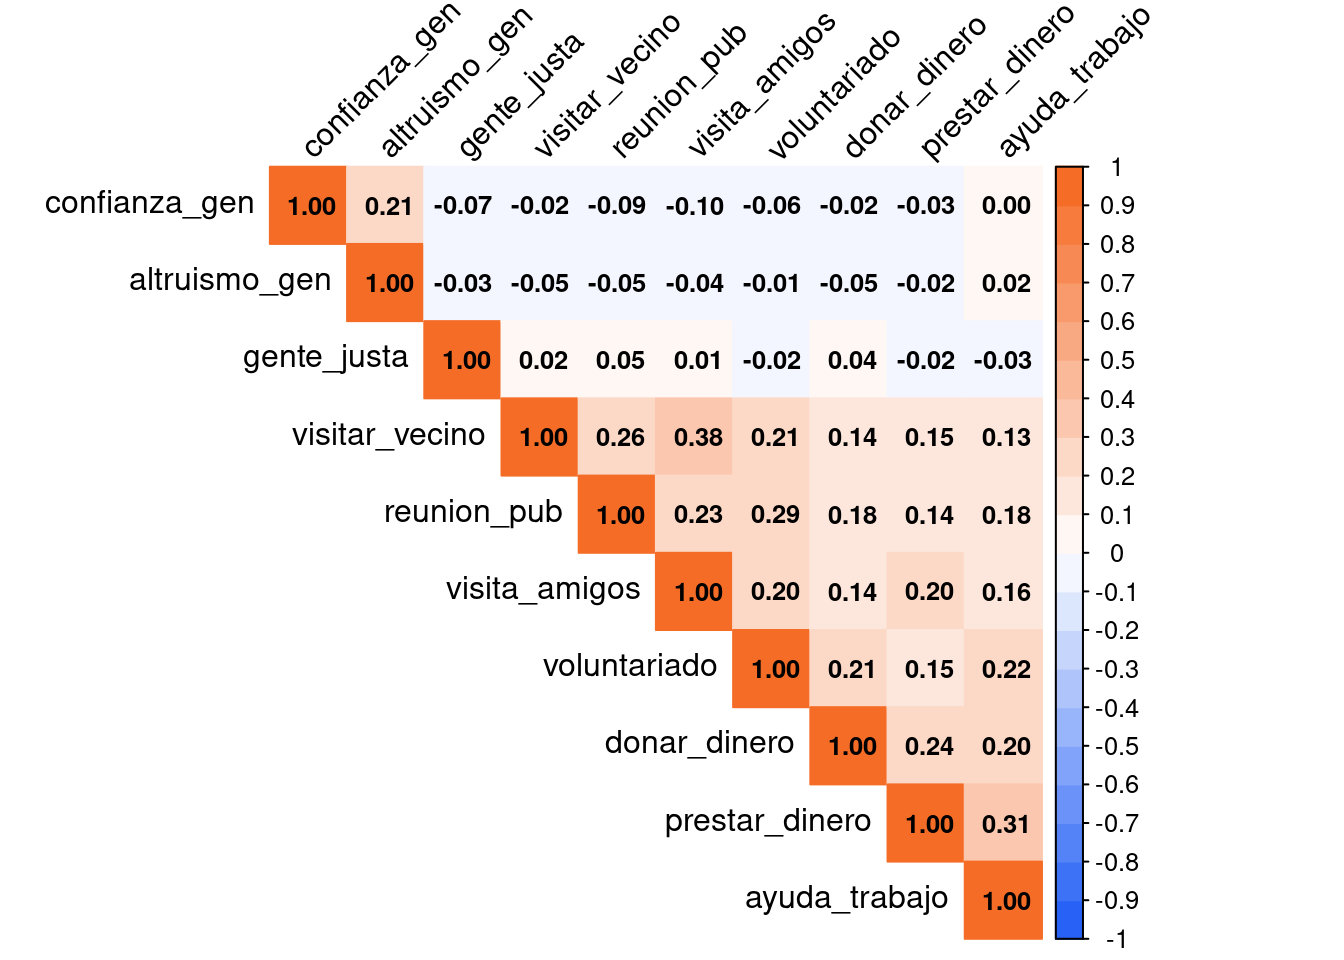 confianza_gen altruismo_gen gente_justa visitar_vecino reunion_pub visita_amigos voluntariado donar_dinero prestar_dinero ayuda_trabajo
confianza_gen 1.00 0.21 -0.07 -0.02 -0.09 -0.10 -0.06 -0.02 -0.03 0.00
altruismo_gen 1.00 -0.03 -0.05 -0.05 -0.04 -0.01 -0.05 -0.02 0.02
gente_justa 1.00 0.02 0.05 0.01 -0.02 0.04 -0.02 -0.03
visitar_vecino 1.00 0.26 0.38 0.21 0.14 0.15 0.13
reunion_pub 1.00 0.23 0.29 0.18 0.14 0.18
visita_amigos 1.00 0.20 0.14 0.20 0.16
voluntariado 1.00 0.21 0.15 0.22
donar_dinero 1.00 0.24 0.20
prestar_dinero 1.00 0.31
ayuda_trabajo 1.00
1
0.9
0.8
0.7
0.6
0.5
0.4
0.3
0.2
0.1
0
-0.1
-0.2
-0.3
-0.4
-0.5
-0.6
-0.7
-0.8
-0.9
-1